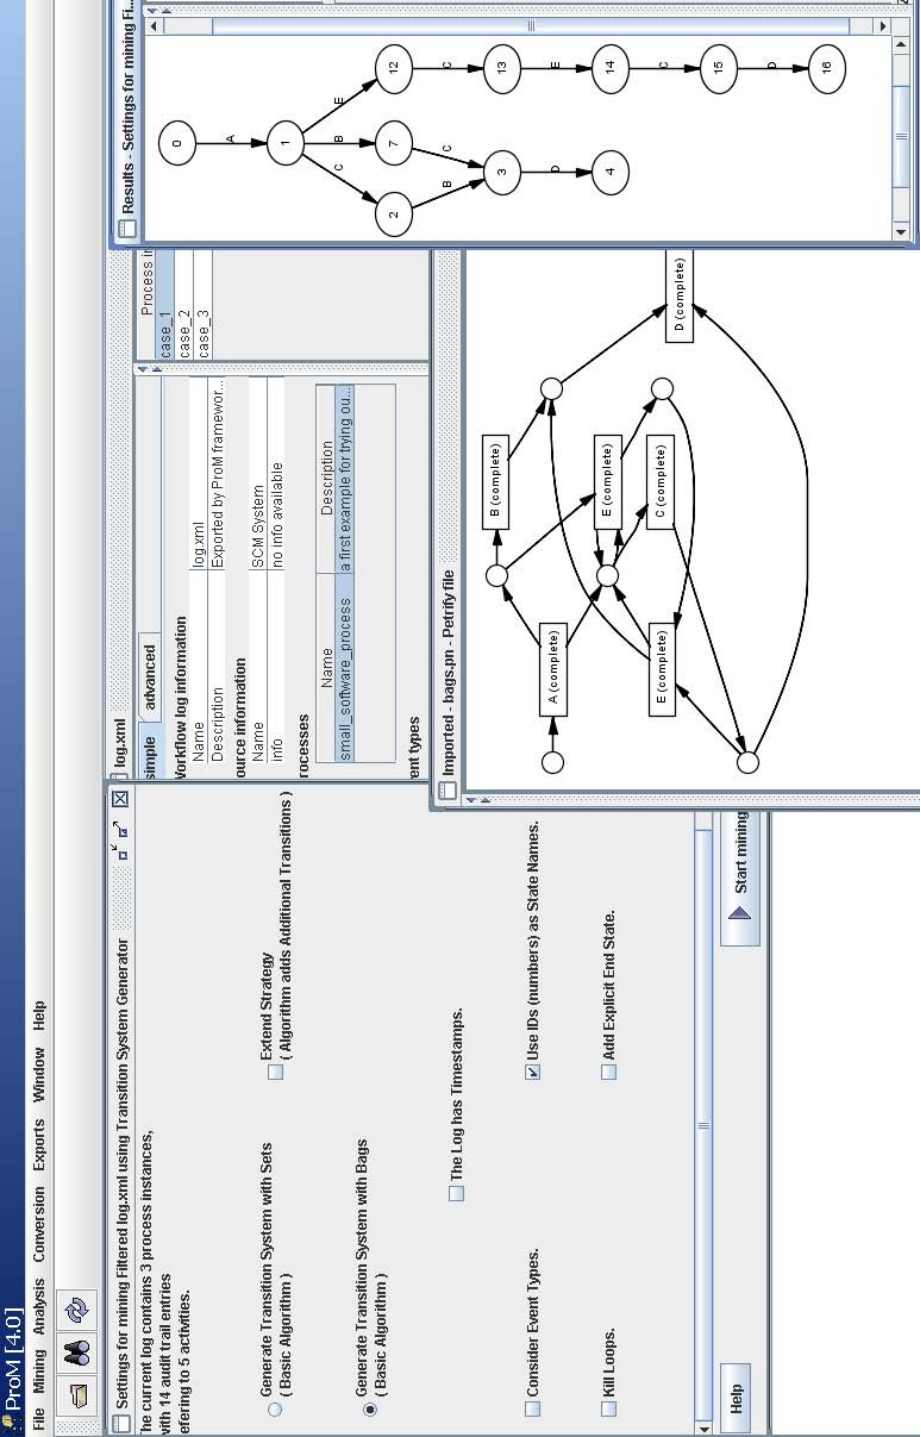 ProM [4.0]
File Mining Analysis Conversion Exports Window Help
Settings for mining Filtered log.xml using Transition System Generator
he current log contains 3 process instances,
vith 14 audit trail entries
efering to 5 activities.
Generate Transition System with Sets
( Basic Algorithm )
Extend Strategy
( Algorithm adds Additional Transitions )
Generate Transition System with Bags
( Basic Algorithm )
The Log has Timestamps.
Consider Event Types.
Use IDs (numbers) as State Names.
Kill Loops.
Add Explicit End State.
Help
Start mining
log.xml
simple advanced
Vorkflow log information
Name log.xml
Description Exported by ProM framewor...
ource information
Name SCM System
info no info available
rocesses
Name Description
small_software_process a first example for trying ou...
ent types
Process in
case_1
case_2
case_3
Imported - bags.pn - Petrify file
A (complete)
B (complete)
E (complete)
E (complete)
C (complete)
D (complete)
Results - Settings for mining Fi...
0
A
1
C
B
E
2
7
12
B
C
C
3
13
D
E
4
14
C
15
D
16